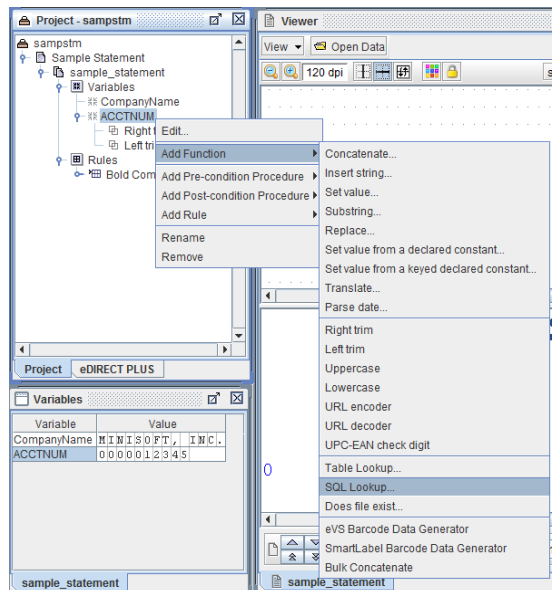 Project - sampstm
sampstm
Sample Statement
sample_statement
Variables
CompanyName
ACCTNUM
Right
Left tri
Rules
Bold Com
Project
eDIRECT PLUS
Edit...
Add Function
Add Pre-condition Procedure
Add Post-condition Procedure
Add Rule
Rename
Remove
Viewer
View
Open Data
120 dpi
s
Concatenate...
Insert string...
Set value...
Substring...
Replace...
Set value from a declared constant...
Set value from a keyed declared constant...
Translate...
Parse date...
Right trim
Left trim
Uppercase
Lowercase
URL encoder
URL decoder
UPC-EAN check digit
Table Lookup...
SQL Lookup...
Does file exist...
eVS Barcode Data Generator
SmartLabel Barcode Data Generator
Bulk Concatenate
Variables
Variable Value
CompanyName MINISOFT, INC.
ACCTNUM 0000012345
sample_statement
0
sample_statement